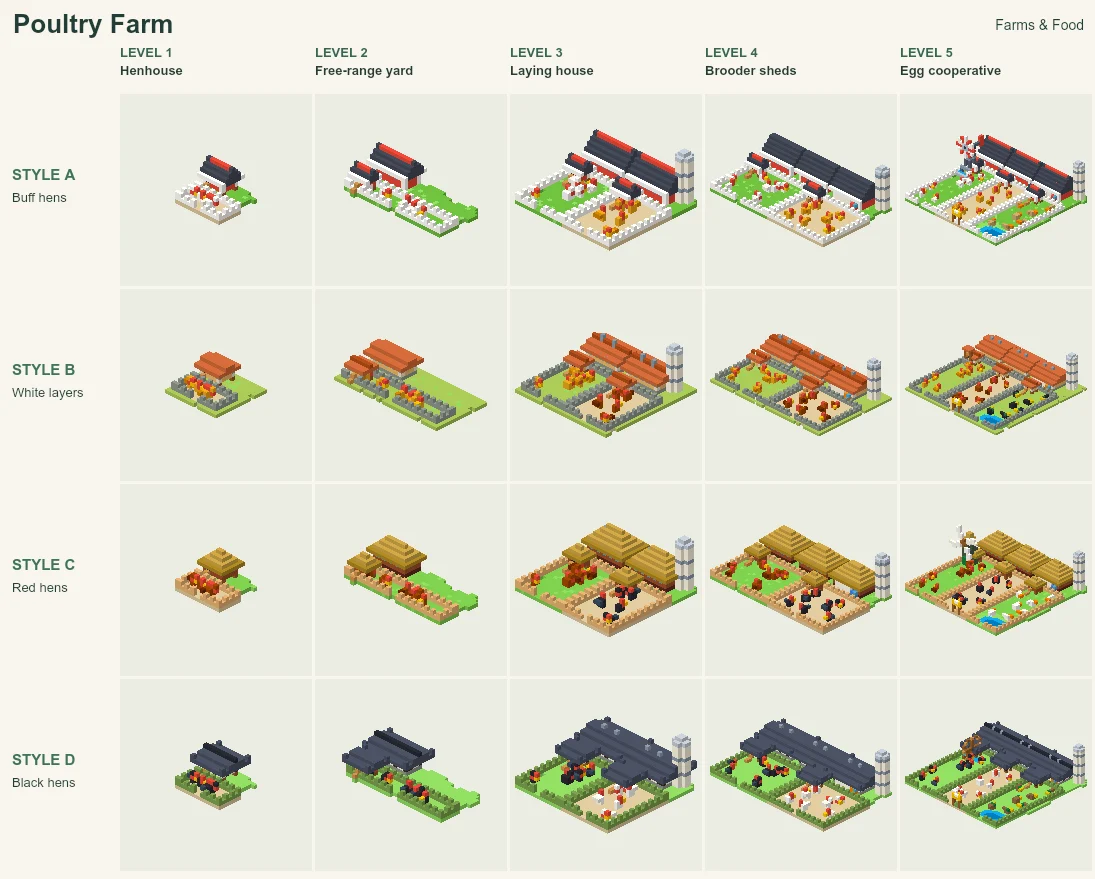 Poultry Farm
Farms & Food
LEVEL 1
Henhouse
LEVEL 2
Free-range yard
LEVEL 3
Laying house
LEVEL 4
Brooder sheds
LEVEL 5
Egg cooperative
STYLE A
Buff hens
STYLE B
White layers
STYLE C
Red hens
STYLE D
Black hens